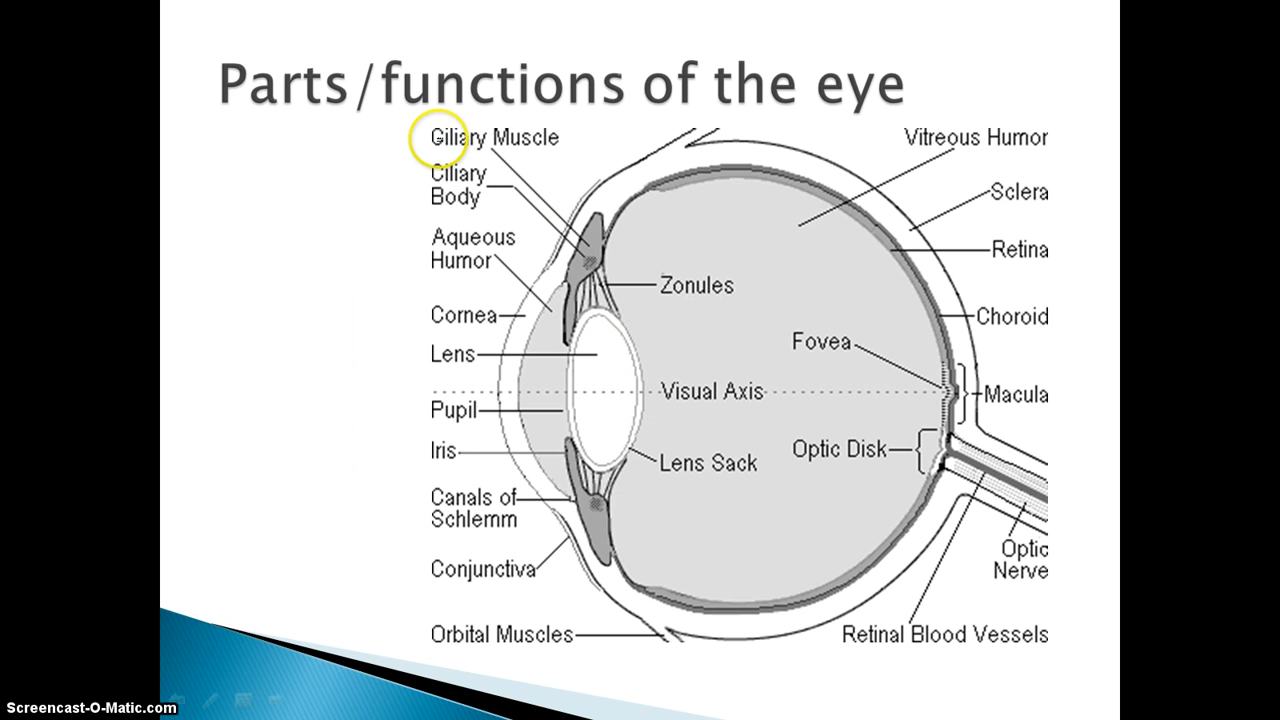 Parts/functions of the eye
Giliary Muscle
Ciliary
Body
Aqueous
Humor
Cornea
Lens
Pupil
Iris
Canals of
Schlemm
Conjunctiva
Orbital Muscles
Zonules
Visual Axis
Lens Sack
Vitreous Humor
Sclera
Retina
Choroid
Fovea
Macula
Optic Disk
Optic
Nerve
Retinal Blood Vessels
Screencast-O-Matic.com